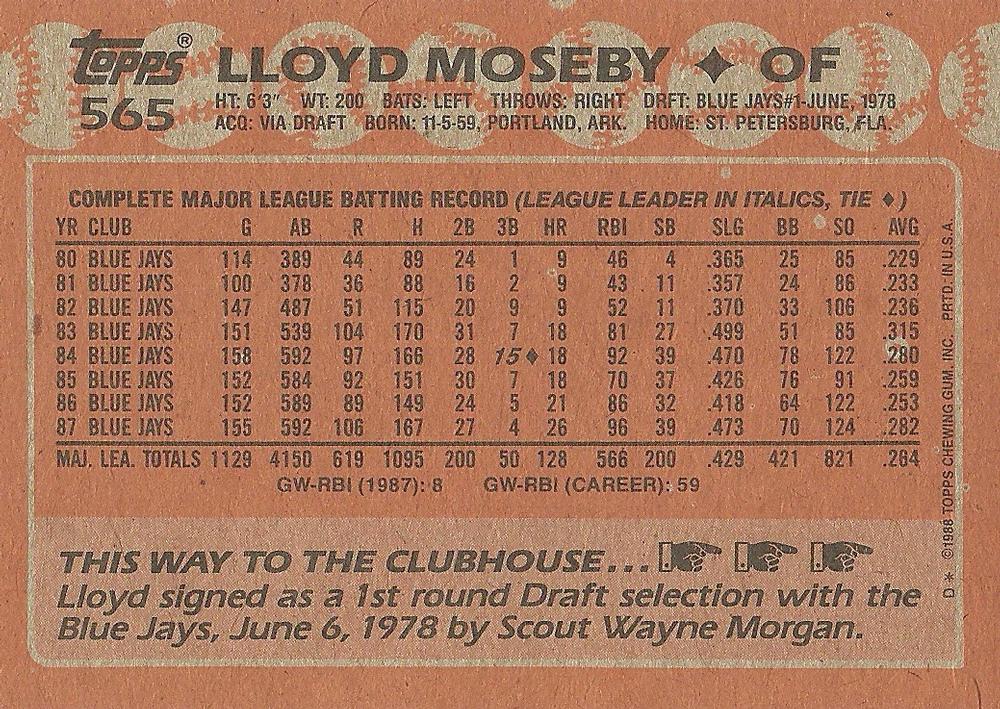 Topps® LLOYD MOSEBY ♦ OF
565 HT: 6'3" WT: 200 BATS: LEFT THROWS: RIGHT DRFT: BLUE JAYS#1-JUNE, 1978
ACQ: VIA DRAFT BORN: 11-5-59, PORTLAND, ARK. HOME: ST. PETERSBURG, FLA.
COMPLETE MAJOR LEAGUE BATTING RECORD (LEAGUE LEADER IN ITALICS, TIE ♦)
YR CLUB G AB R H 2B 3B HR RBI SB SLG BB SO AVG
80 BLUE JAYS 114 389 44 89 24 1 9 46 4 .365 25 85 .229
81 BLUE JAYS 100 378 36 88 16 2 9 43 11 .357 24 86 .233
82 BLUE JAYS 147 487 51 115 20 9 9 52 11 .370 33 106 .236
83 BLUE JAYS 151 539 104 170 31 7 18 81 27 .499 51 85 .315
84 BLUE JAYS 158 592 97 166 28 15♦ 18 92 39 .470 78 122 .280
85 BLUE JAYS 152 584 92 151 30 7 18 70 37 .426 76 91 .259
86 BLUE JAYS 152 589 89 149 24 5 21 86 32 .418 64 122 .253
87 BLUE JAYS 155 592 106 167 27 4 26 96 39 .473 70 124 .282
MAJ. LEA. TOTALS 1129 4150 619 1095 200 50 128 566 200 .429 421 821 .264
GW-RBI (1987): 8 GW-RBI (CAREER): 59
THIS WAY TO THE CLUBHOUSE...
Lloyd signed as a 1st round Draft selection with the
Blue Jays, June 6, 1978 by Scout Wayne Morgan.
D* ©1988 TOPPS CHEWING GUM, INC. PRTD. IN U.S.A.